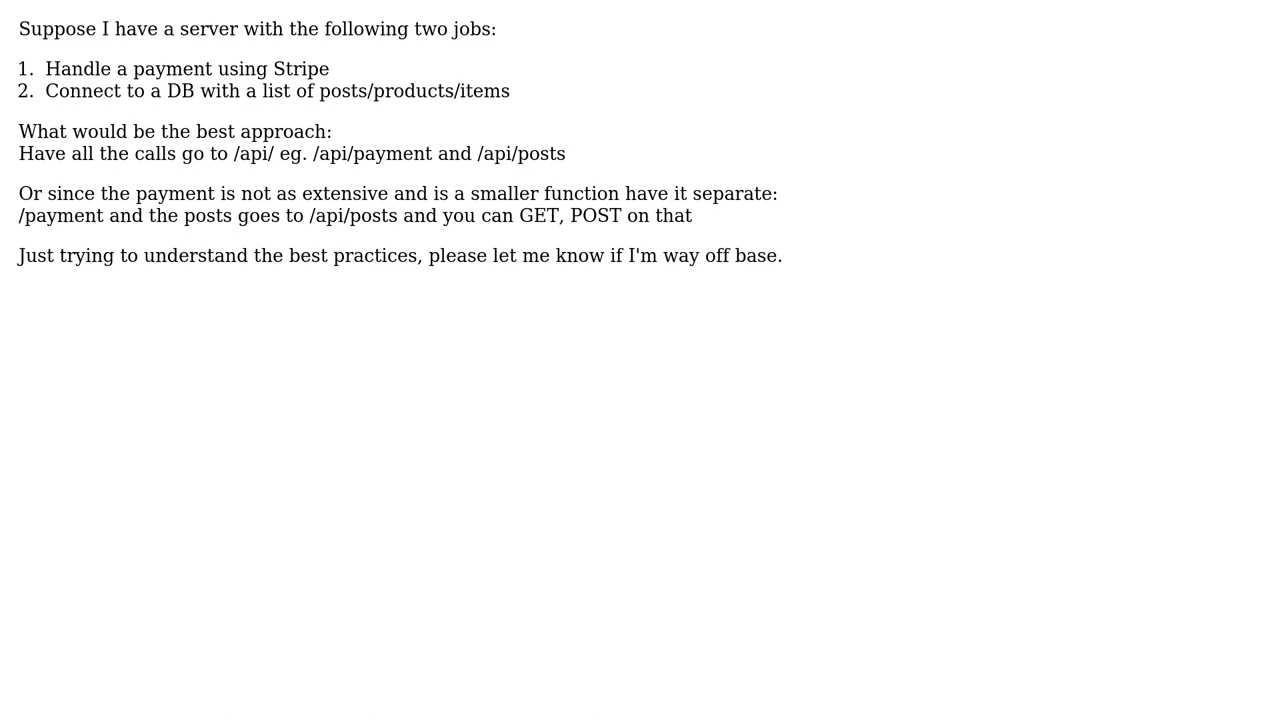 Suppose I have a server with the following two jobs:
1. Handle a payment using Stripe
2. Connect to a DB with a list of posts/products/items
What would be the best approach:
Have all the calls go to /api/ eg. /api/payment and /api/posts
Or since the payment is not as extensive and is a smaller function have it separate:
/payment and the posts goes to /api/posts and you can GET, POST on that
Just trying to understand the best practices, please let me know if I'm way off base.